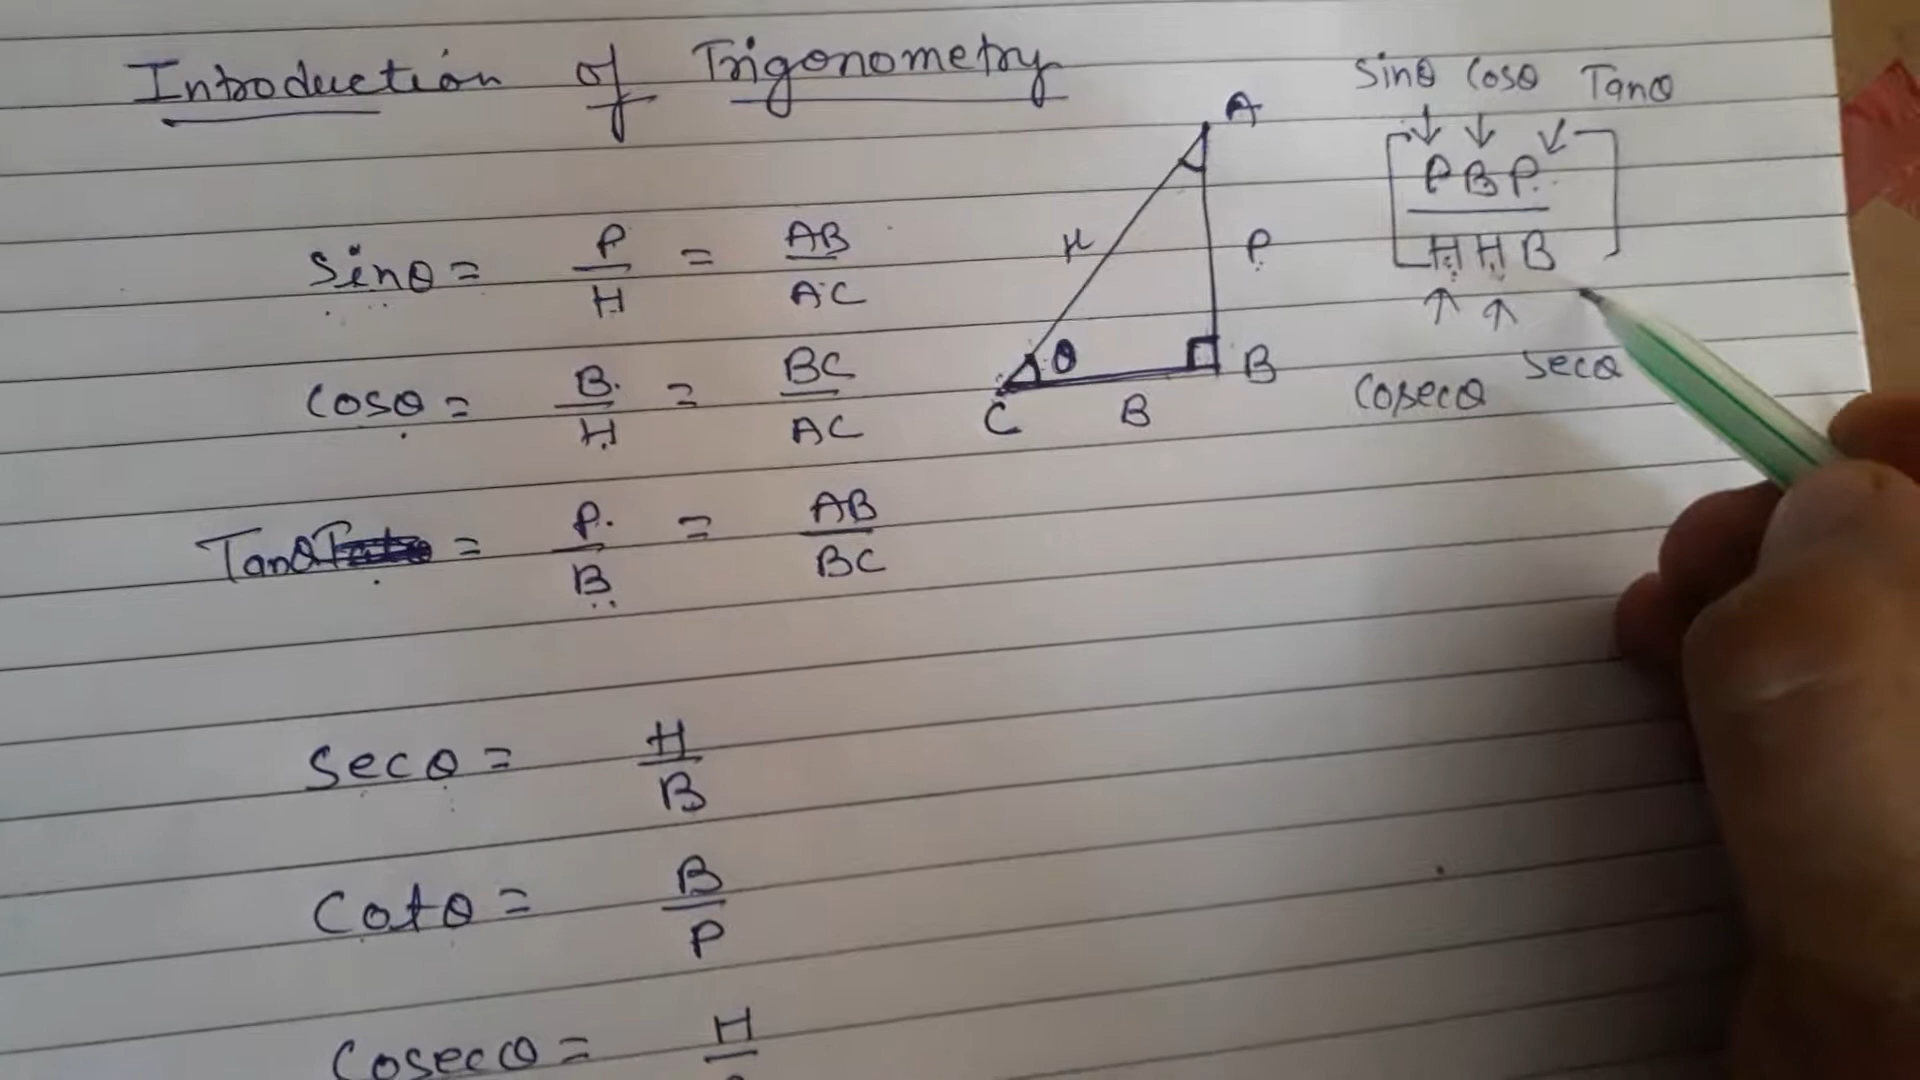 Introduction of Trigonometry
Sinθ = P/H = AB/AC
Cosθ = B/H = BC/AC
Tanθ = P/B = AB/BC
Secθ = H/B
Cotθ = B/P
Cosecθ = H
A
H
P
θ
C
B
B
Sinθ Cosθ Tanθ
↓ ↓ ↙
P B P
H H B
↑ ↑
Cosecθ Secθ